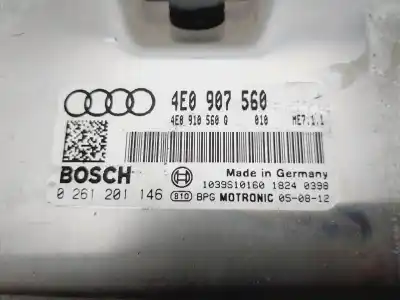 4E0 907 560
4E0 910 560 Q 010 ME7.1.1
BOSCH
Made in Germany
1039S10160 1824 0398
0 261 201 146 BTO BPG MOTRONIC 05-08-12